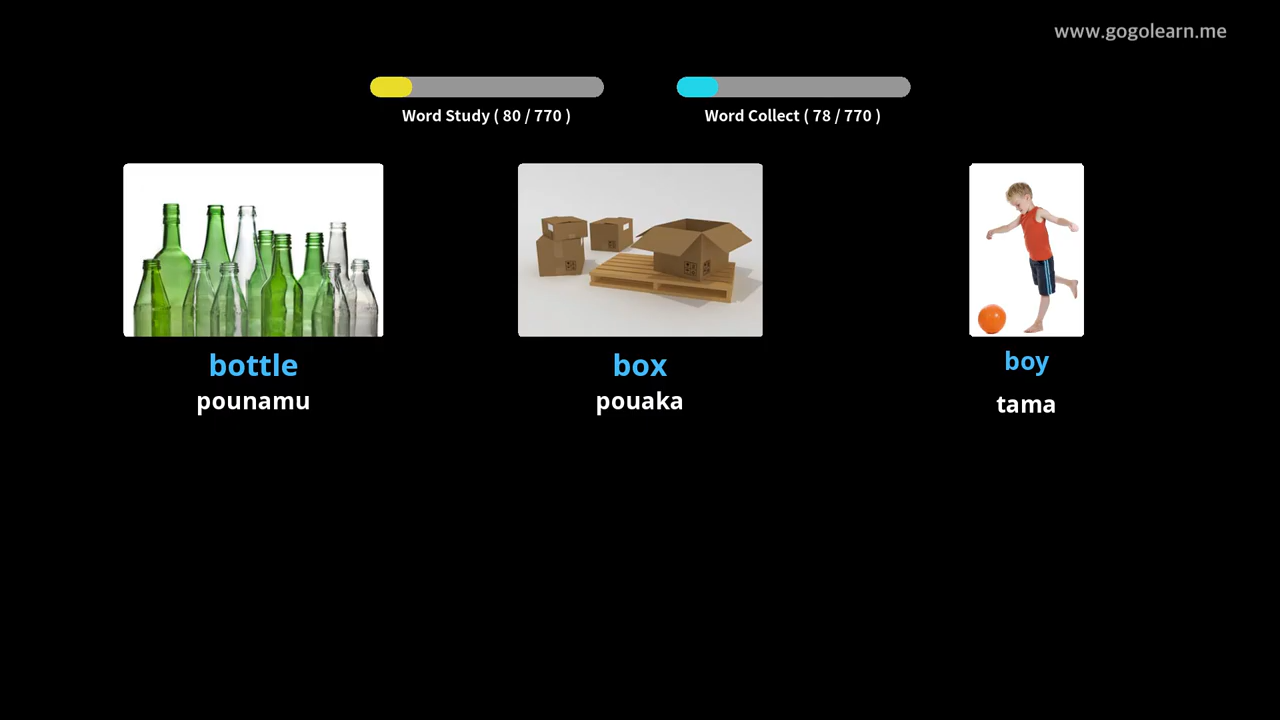 www.gogolearn.me
Word Study ( 80 / 770 )
Word Collect ( 78 / 770 )
bottle
pounamu
box
pouaka
boy
tama